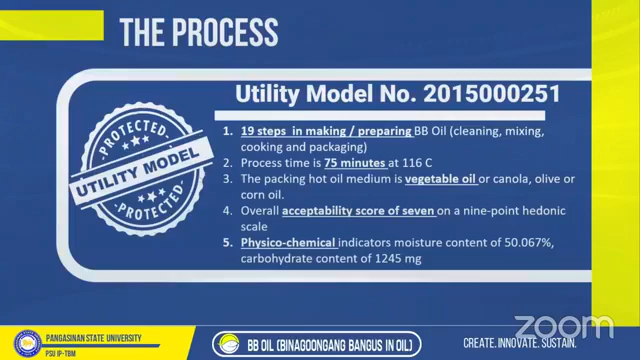 THE PROCESS
Utility Model No. 2015000251
PROTECTED
UTILITY MODEL
PROTECTED
1. 19 steps in making / preparing BB Oil (cleaning, mixing,
cooking and packaging)
2. Process time is 75 minutes at 116 C
3. The packing hot oil medium is vegetable oil or canola, olive or
corn oil.
4. Overall acceptability score of seven on a nine-point hedonic
scale
5. Physico-chemical indicators moisture content of 50.067%,
carbohydrate content of 1245 mg
zoom
PANGASINAN STATE UNIVERSITY
PSU IP-TBM
BB OIL (BINAGOONGANG BANGUS IN OIL)
CREATE. INNOVATE. SUSTAIN.